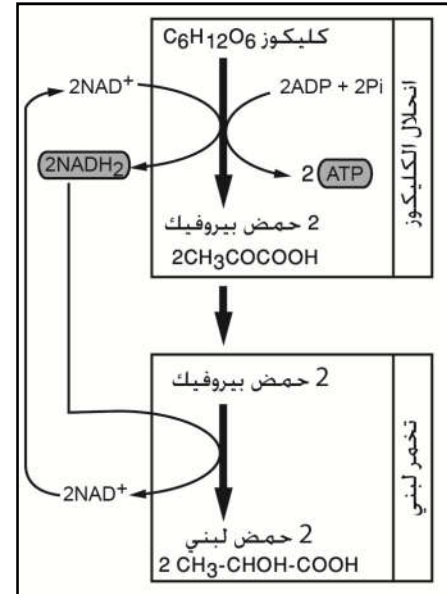 كليكوز C6H12O6
2NAD+
2ADP + 2Pi
2NADH2
2 ATP
2 حمض بيروفيك
2CH3COCOOH
انحلال الكليكوز
2 حمض بيروفيك
2NAD+
2 حمض لبني
2 CH3-CHOH-COOH
تخمر لبني